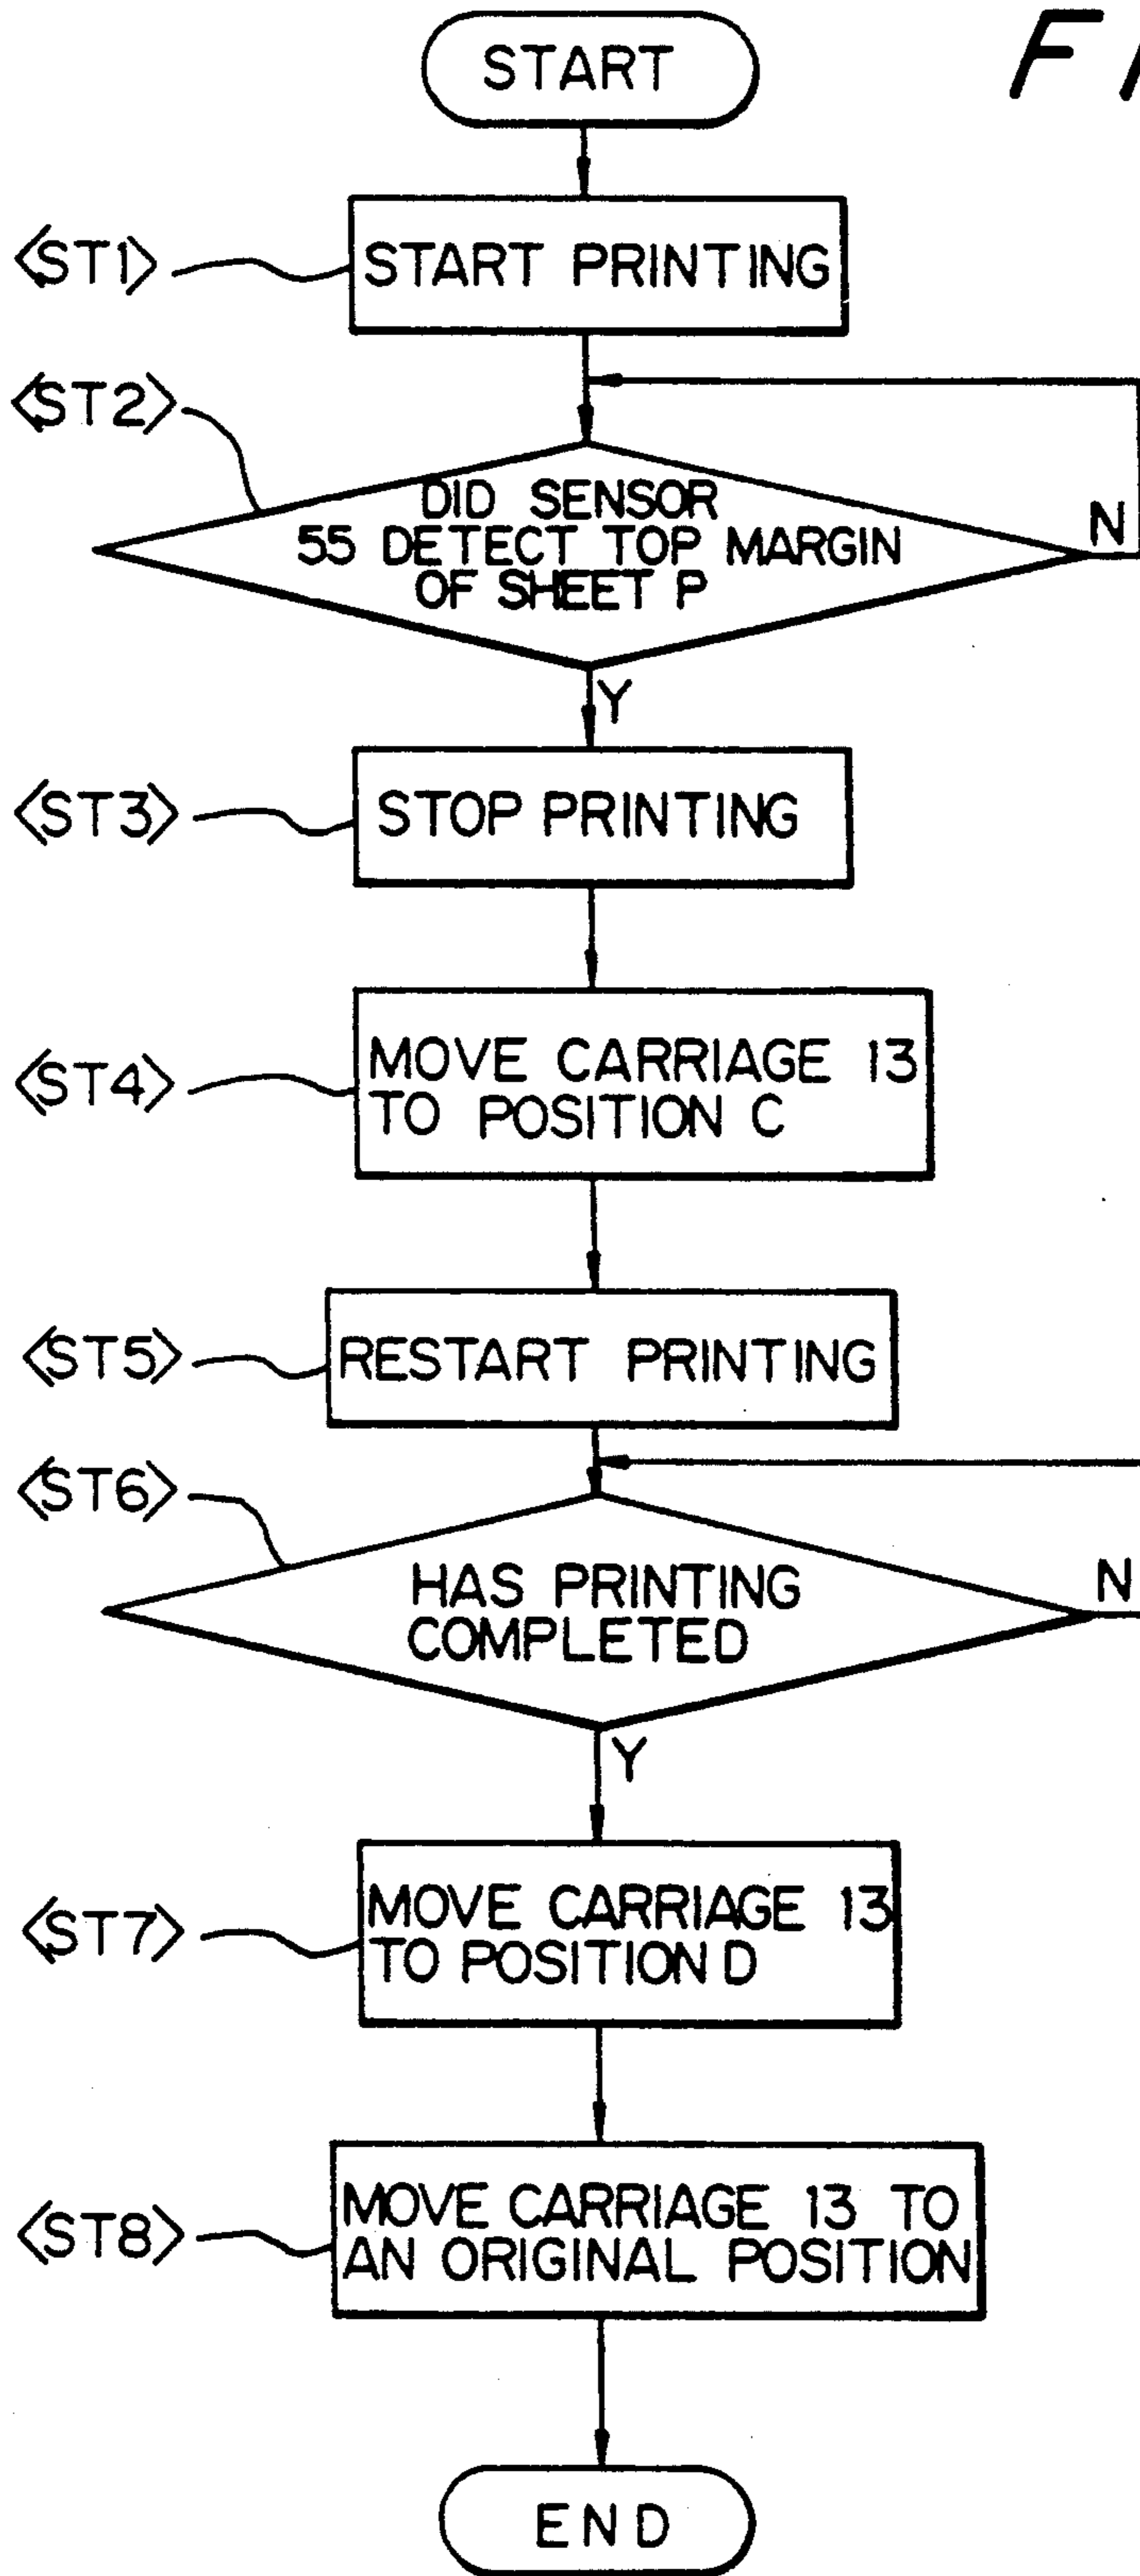 START
F
<ST1>
START PRINTING
<ST2>
DID SENSOR
55 DETECT TOP MARGIN
OF SHEET P
N
Y
<ST3>
STOP PRINTING
<ST4>
MOVE CARRIAGE 13
TO POSITION C
<ST5>
RESTART PRINTING
<ST6>
HAS PRINTING
COMPLETED
N
Y
<ST7>
MOVE CARRIAGE 13
TO POSITION D
<ST8>
MOVE CARRIAGE 13 TO
AN ORIGINAL POSITION
END